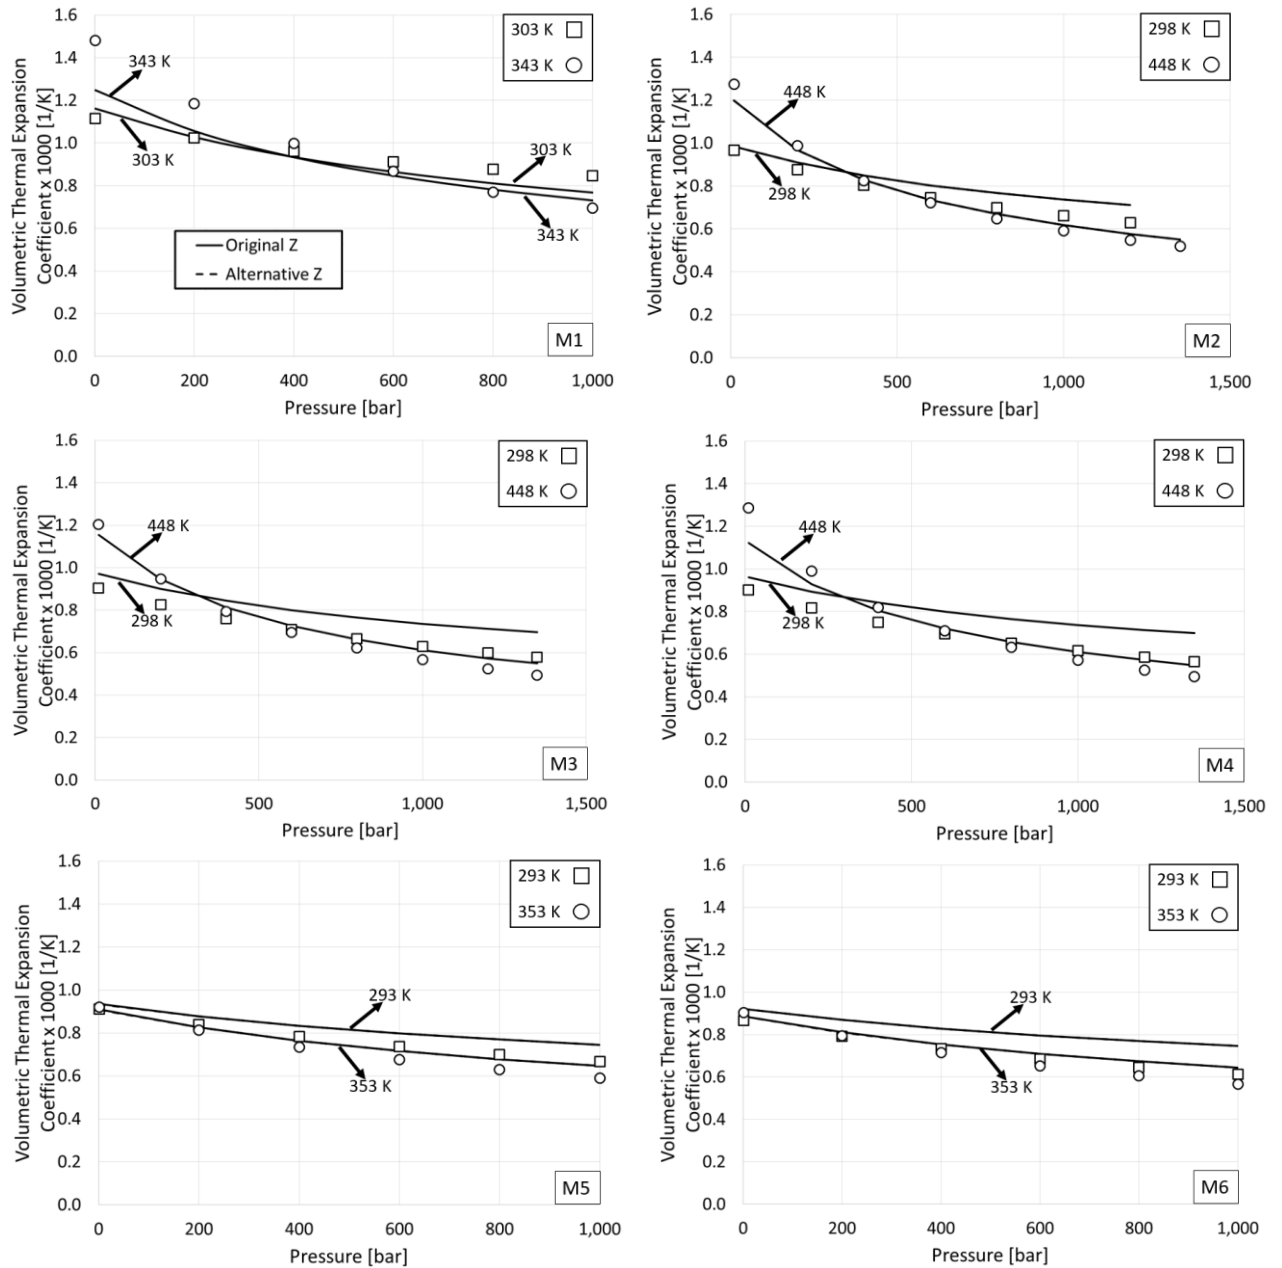 Volumetric Thermal Expansion
Coefficient x 1000 [1/K]
1.6
1.4
1.2
1.0
0.8
0.6
0.4
0.2
0.0
303 K
343 K
343 K
303 K
303 K
343 K
Original Z
Alternative Z
M1
0
200
400
600
800
1,000
Pressure [bar]
Volumetric Thermal Expansion
Coefficient x 1000 [1/K]
1.6
1.4
1.2
1.0
0.8
0.6
0.4
0.2
0.0
298 K
448 K
448 K
298 K
M2
0
500
1,000
1,500
Pressure [bar]
Volumetric Thermal Expansion
Coefficient x 1000 [1/K]
1.6
1.4
1.2
1.0
0.8
0.6
0.4
0.2
0.0
298 K
448 K
448 K
298 K
M3
0
500
1,000
1,500
Pressure [bar]
Volumetric Thermal Expansion
Coefficient x 1000 [1/K]
1.6
1.4
1.2
1.0
0.8
0.6
0.4
0.2
0.0
298 K
448 K
448 K
298 K
M4
0
500
1,000
1,500
Pressure [bar]
Volumetric Thermal Expansion
Coefficient x 1000 [1/K]
1.6
1.4
1.2
1.0
0.8
0.6
0.4
0.2
0.0
293 K
353 K
293 K
353 K
M5
0
200
400
600
800
1,000
Pressure [bar]
Volumetric Thermal Expansion
Coefficient x 1000 [1/K]
1.6
1.4
1.2
1.0
0.8
0.6
0.4
0.2
0.0
293 K
353 K
293 K
353 K
M6
0
200
400
600
800
1,000
Pressure [bar]